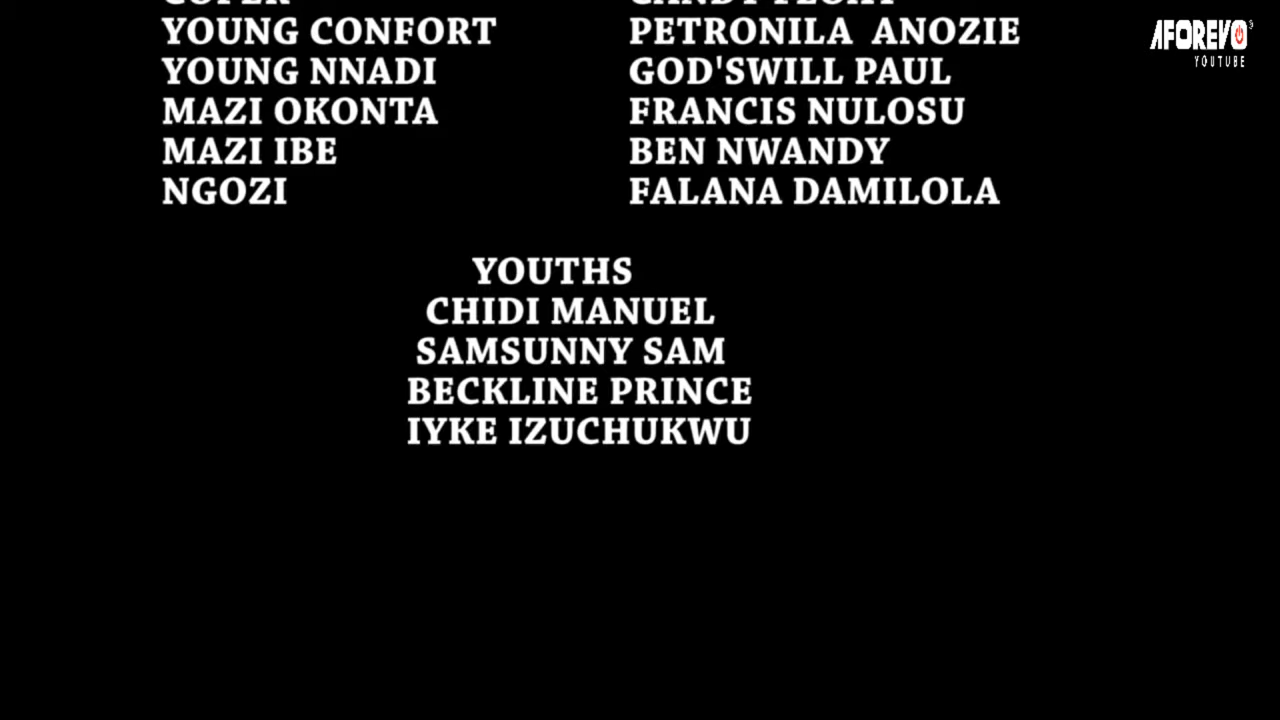 YOUNG CONFORT PETRONILA ANOZIE
YOUNG NNADI GOD'SWILL PAUL
MAZI OKONTA FRANCIS NULOSU
MAZI IBE BEN NWANDY
NGOZI FALANA DAMILOLA
YOUTHS
CHIDI MANUEL
SAMSUNNY SAM
BECKLINE PRINCE
IYKE IZUCHUKWU
AFOREVO
YOUTUBE